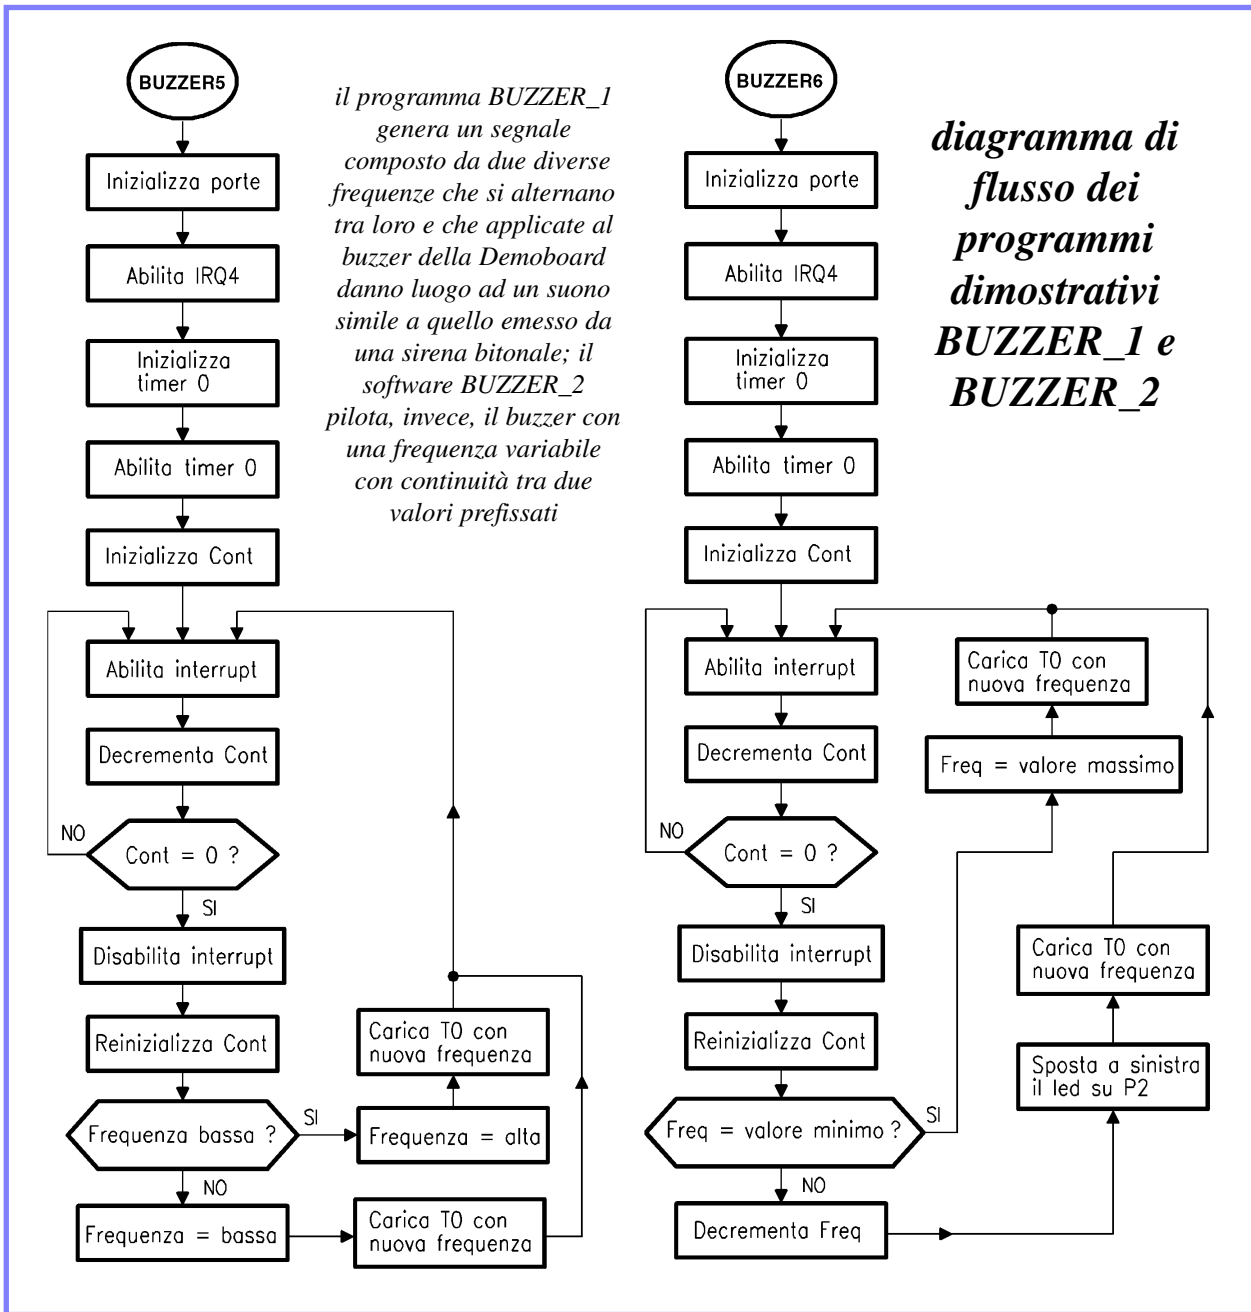 BUZZER5
Inizializza porte
Abilita IRQ4
Inizializza
timer 0
Abilita timer 0
Inizializza Cont
Abilita interrupt
Decrementa Cont
NO
Cont = 0 ?
SI
Disabilita interrupt
Reinizializza Cont
Frequenza bassa ?
SI
NO
Frequenza = bassa
Carica T0 con
nuova frequenza
Frequenza = alta
Carica T0 con
nuova frequenza
il programma BUZZER_1
genera un segnale
composto da due diverse
frequenze che si alternano
tra loro e che applicate al
buzzer della Demoboard
danno luogo ad un suono
simile a quello emesso da
una sirena bitonale; il
software BUZZER_2
pilota, invece, il buzzer con
una frequenza variabile
con continuità tra due
valori prefissati
BUZZER6
Inizializza porte
Abilita IRQ4
Inizializza
timer 0
Abilita timer 0
Inizializza Cont
Abilita interrupt
Decrementa Cont
NO
Cont = 0 ?
SI
Disabilita interrupt
Reinizializza Cont
Freq = valore minimo ?
SI
NO
Decrementa Freq
Carica T0 con
nuova frequenza
Freq = valore massimo
Carica T0 con
nuova frequenza
Sposta a sinistra
il led su P2
diagramma di
flusso dei
programmi
dimostrativi
BUZZER_1 e
BUZZER_2